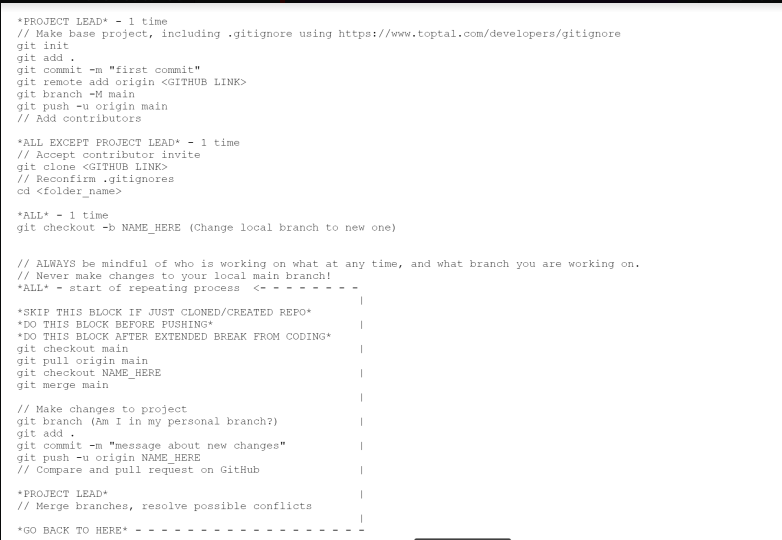 *PROJECT LEAD* - 1 time
// Make base project, including .gitignore using https://www.toptal.com/developers/gitignore
git init
git add .
git commit -m "first commit"
git remote add origin <GITHUB LINK>
git branch -M main
git push -u origin main
// Add contributors
*ALL EXCEPT PROJECT LEAD* - 1 time
// Accept contributor invite
git clone <GITHUB LINK>
// Reconfirm .gitignores
cd <folder_name>
*ALL* - 1 time
git checkout -b NAME_HERE (Change local branch to new one)
// ALWAYS be mindful of who is working on what at any time, and what branch you are working on.
// Never make changes to your local main branch!
*ALL* - start of repeating process <- - - - - - - -
|
*SKIP THIS BLOCK IF JUST CLONED/CREATED REPO*
*DO THIS BLOCK BEFORE PUSHING* |
*DO THIS BLOCK AFTER EXTENDED BREAK FROM CODING*
git checkout main |
git pull origin main
git checkout NAME_HERE |
git merge main
|
// Make changes to project
git branch (Am I in my personal branch?) |
git add .
git commit -m "message about new changes" |
git push -u origin NAME_HERE
// Compare and pull request on GitHub |
*PROJECT LEAD* |
// Merge branches, resolve possible conflicts
|
*GO BACK TO HERE* - - - - - - - - - - - - - - - - - -